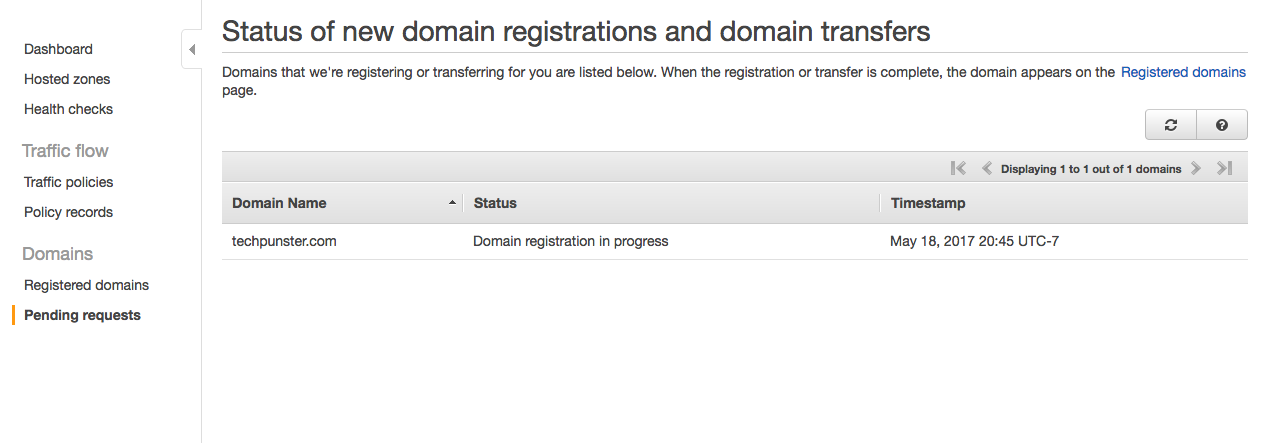 Dashboard
Hosted zones
Health checks
Traffic flow
Traffic policies
Policy records
Domains
Registered domains
Pending requests
Status of new domain registrations and domain transfers
Domains that we're registering or transferring for you are listed below. When the registration or transfer is complete, the domain appears on the Registered domains
page.
Displaying 1 to 1 out of 1 domains
Domain Name Status Timestamp
techpunster.com Domain registration in progress May 18, 2017 20:45 UTC-7